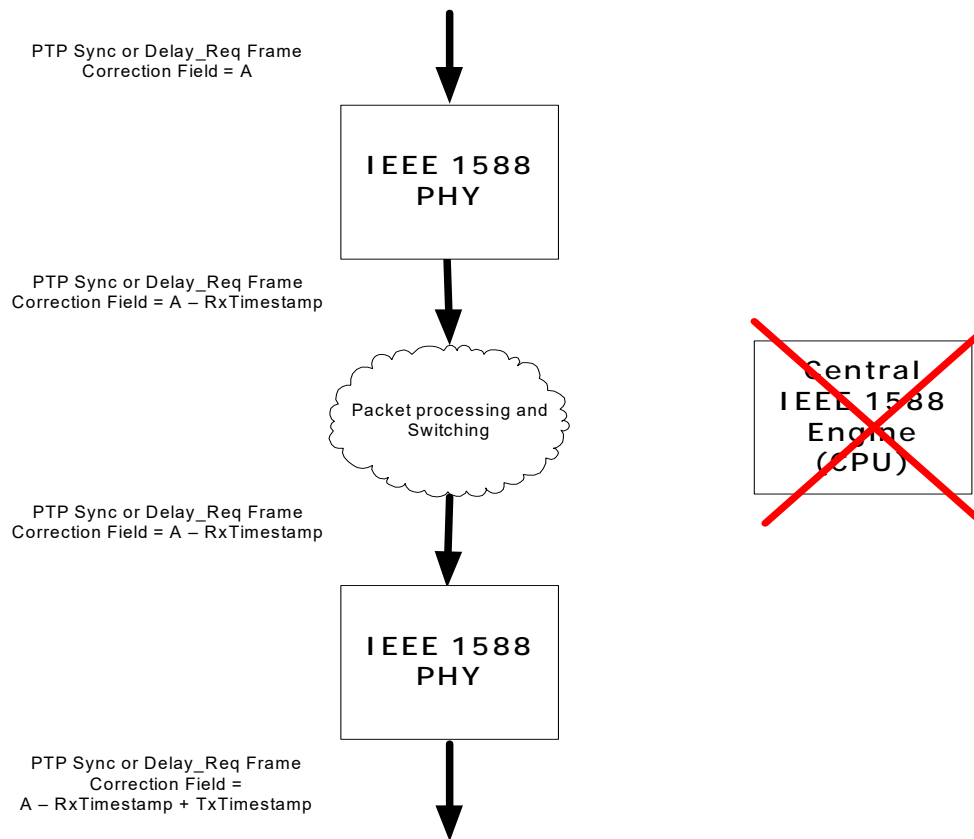 PTP Sync or Delay_Req Frame
Correction Field = A
IEEE 1588
PHY
PTP Sync or Delay_Req Frame
Correction Field = A – RxTimestamp
Packet processing and
Switching
Central
IEEE 1588
Engine
(CPU)
PTP Sync or Delay_Req Frame
Correction Field = A – RxTimestamp
IEEE 1588
PHY
PTP Sync or Delay_Req Frame
Correction Field =
A – RxTimestamp + TxTimestamp